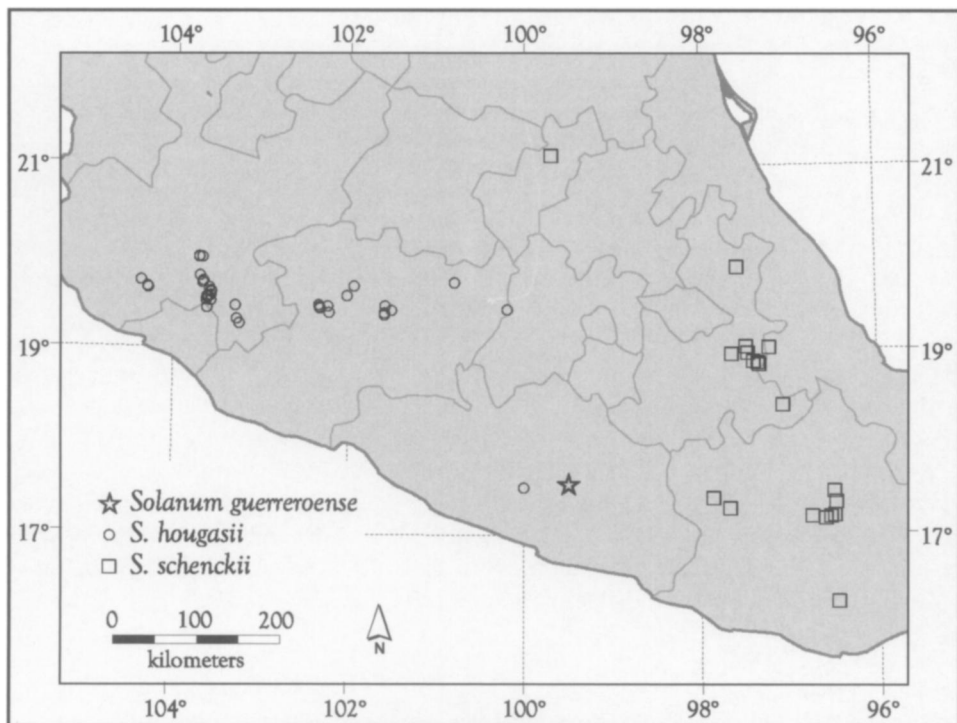 104° 102° 100° 98° 96°
21° 21°
19° 19°
Solanum guerreroense
S. hougasii
S. schenckii
17° 17°
0 100 200
kilometers
N
104° 102° 100° 98° 96°